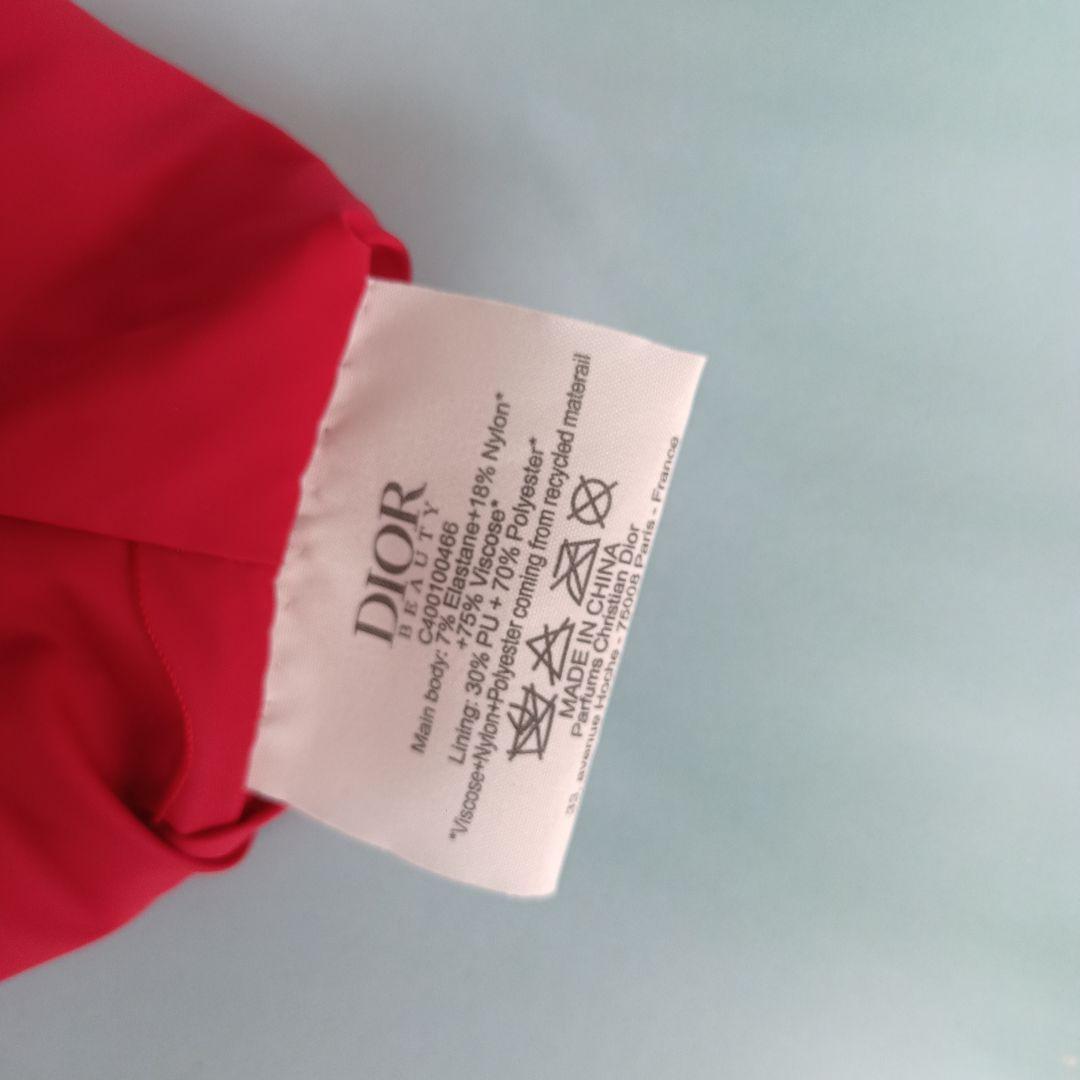 DIOR
BEAUTY
C400100466
Main body: 7% Elastane+18% Nylon*
+75% Viscose*
Lining: 30% PU + 70% Polyester*
*Viscose+Nylon+Polyester coming from recycled materail
MADE IN CHINA
Parfums Christian Dior
33, avenue Hoche - 75008 Paris - France